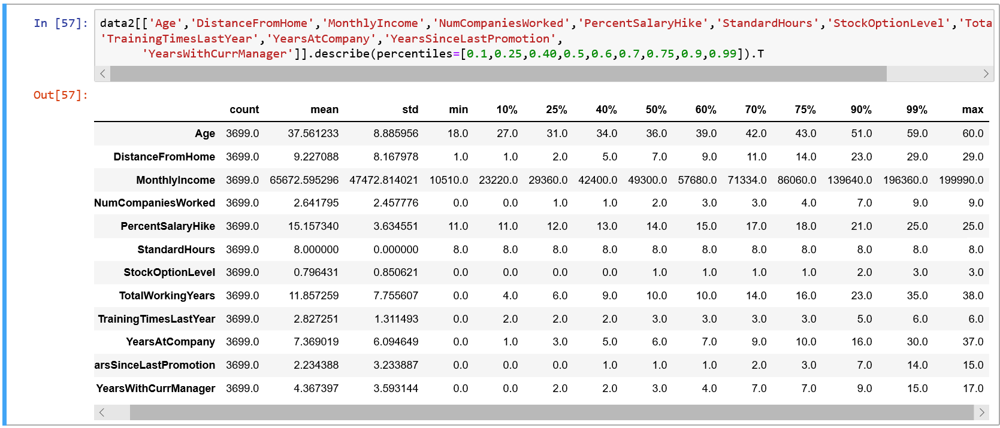 In [57]: data2[['Age','DistanceFromHome','MonthlyIncome','NumCompaniesWorked','PercentSalaryHike','StandardHours','StockOptionLevel','Tota
'TrainingTimesLastYear','YearsAtCompany','YearsSinceLastPromotion',
'YearsWithCurrManager']].describe(percentiles=[0.1,0.25,0.40,0.5,0.6,0.7,0.75,0.9,0.99]).T
Out[57]:
count mean std min 10% 25% 40% 50% 60% 70% 75% 90% 99% max
Age 3699.0 37.561233 8.885956 18.0 27.0 31.0 34.0 36.0 39.0 42.0 43.0 51.0 59.0 60.0
DistanceFromHome 3699.0 9.227088 8.167978 1.0 1.0 2.0 5.0 7.0 9.0 11.0 14.0 23.0 29.0 29.0
MonthlyIncome 3699.0 65672.595296 47472.814021 10510.0 23220.0 29360.0 42400.0 49300.0 57680.0 71334.0 86060.0 139640.0 196360.0 199990.0
NumCompaniesWorked 3699.0 2.641795 2.457776 0.0 0.0 1.0 1.0 2.0 3.0 3.0 4.0 7.0 9.0 9.0
PercentSalaryHike 3699.0 15.157340 3.634551 11.0 11.0 12.0 13.0 14.0 15.0 17.0 18.0 21.0 25.0 25.0
StandardHours 3699.0 8.000000 0.000000 8.0 8.0 8.0 8.0 8.0 8.0 8.0 8.0 8.0 8.0 8.0
StockOptionLevel 3699.0 0.796431 0.850621 0.0 0.0 0.0 0.0 1.0 1.0 1.0 1.0 2.0 3.0 3.0
TotalWorkingYears 3699.0 11.857259 7.755607 0.0 4.0 6.0 9.0 10.0 10.0 14.0 16.0 23.0 35.0 38.0
TrainingTimesLastYear 3699.0 2.827251 1.311493 0.0 2.0 2.0 2.0 3.0 3.0 3.0 3.0 5.0 6.0 6.0
YearsAtCompany 3699.0 7.369019 6.094649 0.0 1.0 3.0 5.0 6.0 7.0 9.0 10.0 16.0 30.0 37.0
arsSinceLastPromotion 3699.0 2.234388 3.233887 0.0 0.0 0.0 1.0 1.0 1.0 2.0 3.0 7.0 14.0 15.0
YearsWithCurrManager 3699.0 4.367397 3.593144 0.0 0.0 2.0 2.0 3.0 4.0 7.0 7.0 9.0 15.0 17.0